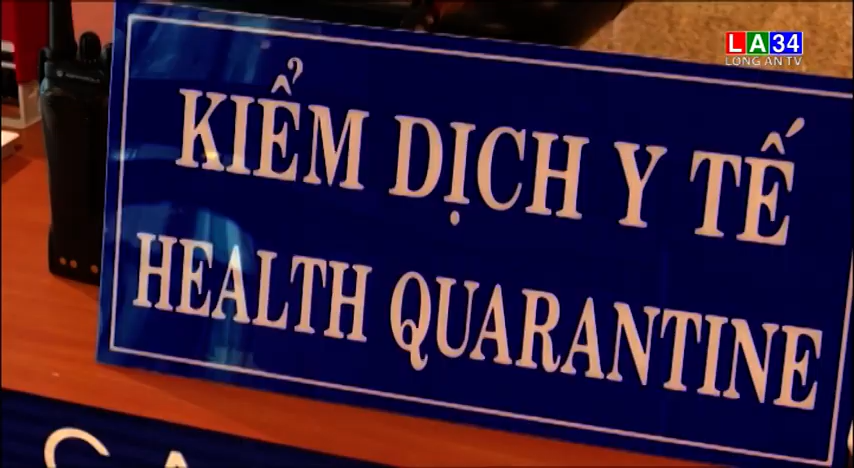 LA34
LONG AN TV
KIỂM DỊCH Y TẾ
HEALTH QUARANTINE